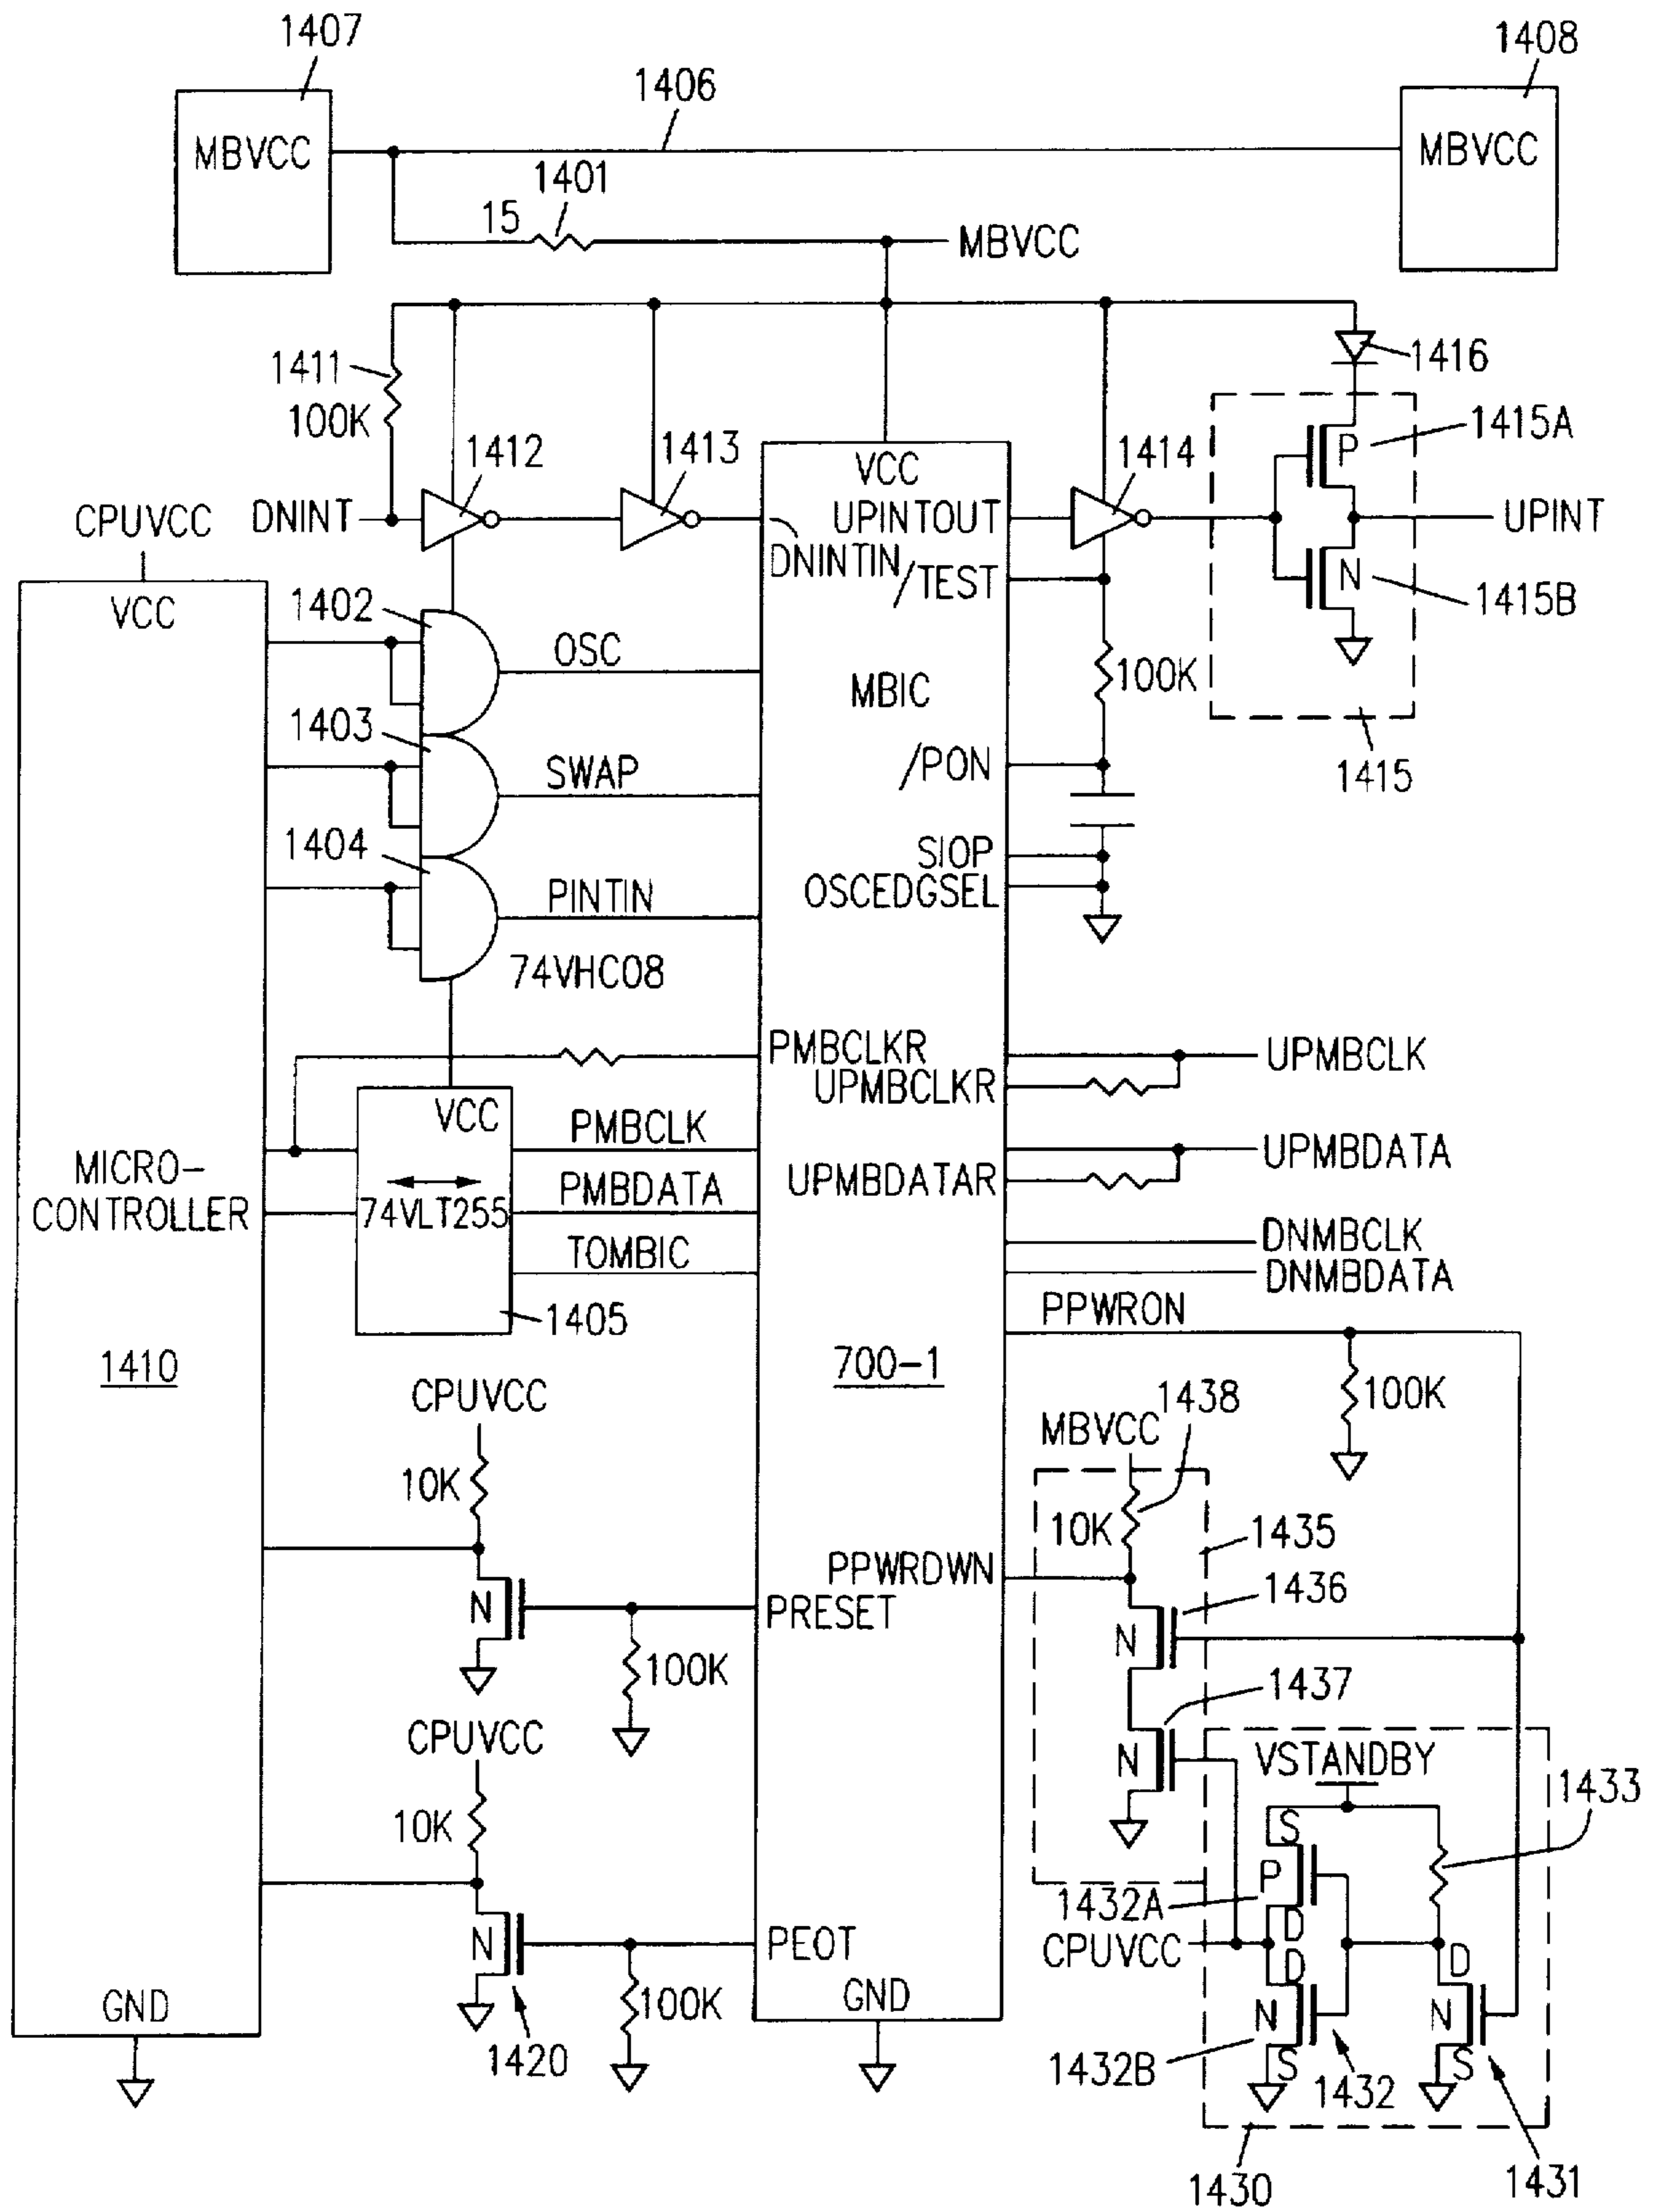 1407
1408
1406
MBVCC
MBVCC
1401
15
MBVCC
1411
100K
1416
1412
1413
1414
1415A
P
VCC
CPUVCC
DNINT
UPINTOUT
UPINT
DNINTIN
/TEST
N
1415B
VCC
1402
OSC
MBIC
100K
1403
SWAP
/PON
1415
1404
SIOP
PINTIN
OSCEDGSEL
74VHC08
PMBCLKR
UPMBCLK
UPMBCLKR
VCC
PMBCLK
MICRO-
CONTROLLER
UPMBDATA
UPMBDATAR
74VLT255
PMBDATA
DNMBCLK
TOMBIC
DNMBDATA
1405
PPWRON
1410
700-1
CPUVCC
100K
1438
MBVCC
10K
10K
1435
PPWRDWN
1436
N
PRESET
N
100K
1437
CPUVCC
N
VSTANDBY
1433
10K
S
P
1432A
D
CPUVCC
N
PEOT
D
D
GND
100K
GND
N
N
1420
1432B
S
1432
S
1430
1431